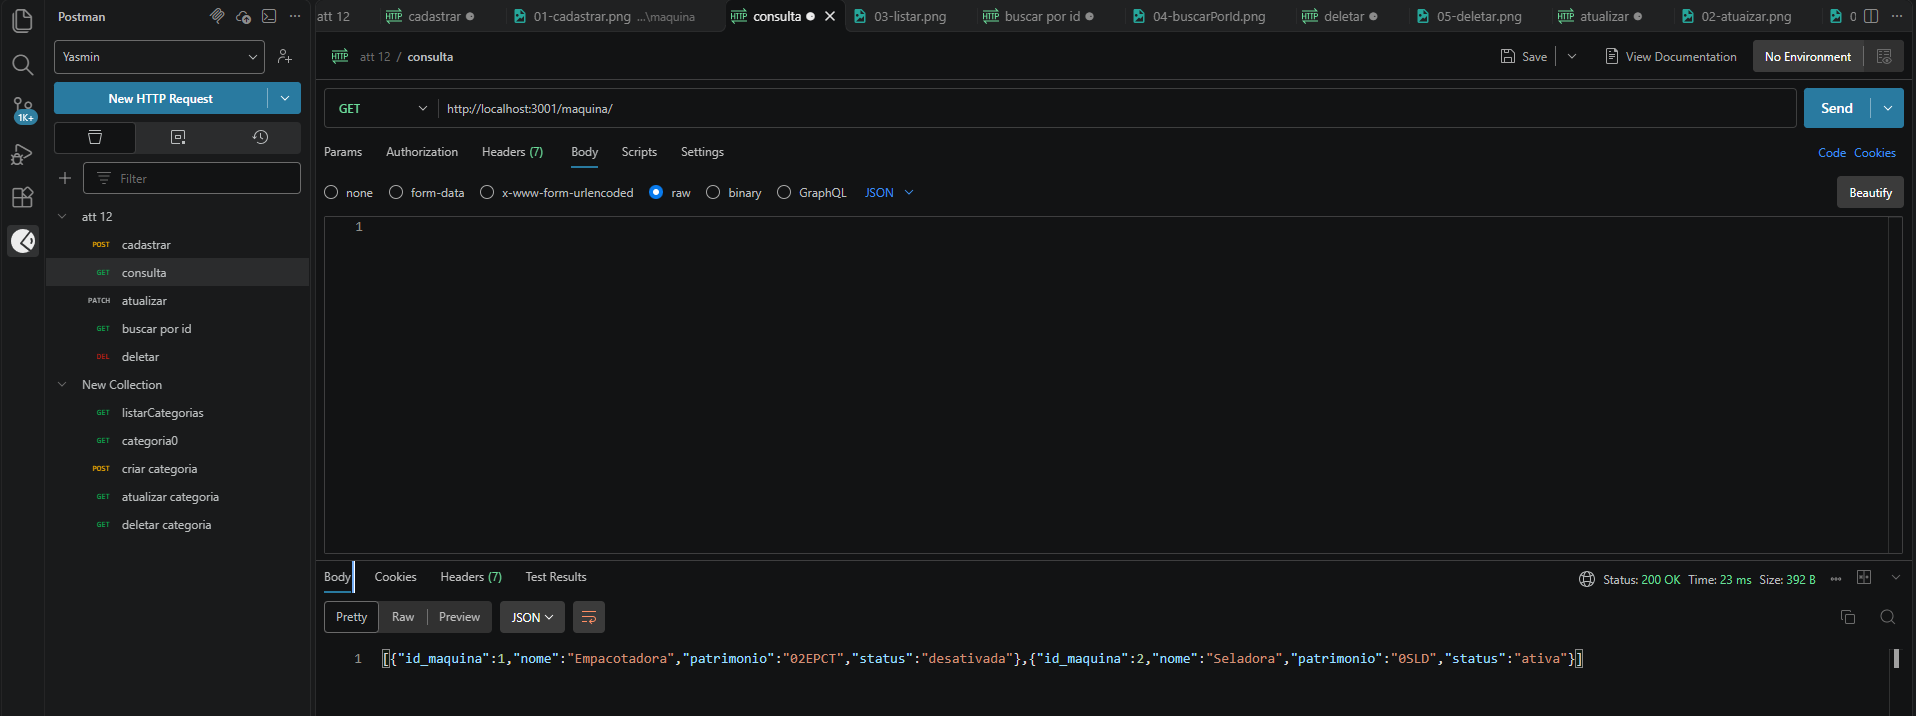 Postman
att 12
cadastrar
01-cadastrar.png ...\maquina
consulta
03-listar.png
buscar por id
04-buscarPorId.png
deletar
05-deletar.png
atualizar
02-atuaizar.png
0
Yasmin
att 12 / consulta
Save
View Documentation
No Environment
New HTTP Request
GET
http://localhost:3001/maquina/
Send
1K+
Params
Authorization
Headers (7)
Body
Scripts
Settings
Code
Cookies
Filter
none
form-data
x-www-form-urlencoded
raw
binary
GraphQL
JSON
Beautify
1
att 12
POST cadastrar
GET consulta
PATCH atualizar
GET buscar por id
DEL deletar
New Collection
GET listarCategorias
GET categoria0
POST criar categoria
GET atualizar categoria
GET deletar categoria
Body
Cookies
Headers (7)
Test Results
Status: 200 OK Time: 23 ms Size: 392 B
Pretty
Raw
Preview
JSON
1 [{"id_maquina":1,"nome":"Empacotadora","patrimonio":"02EPCT","status":"desativada"},{"id_maquina":2,"nome":"Seladora","patrimonio":"0SLD","status":"ativa"}]